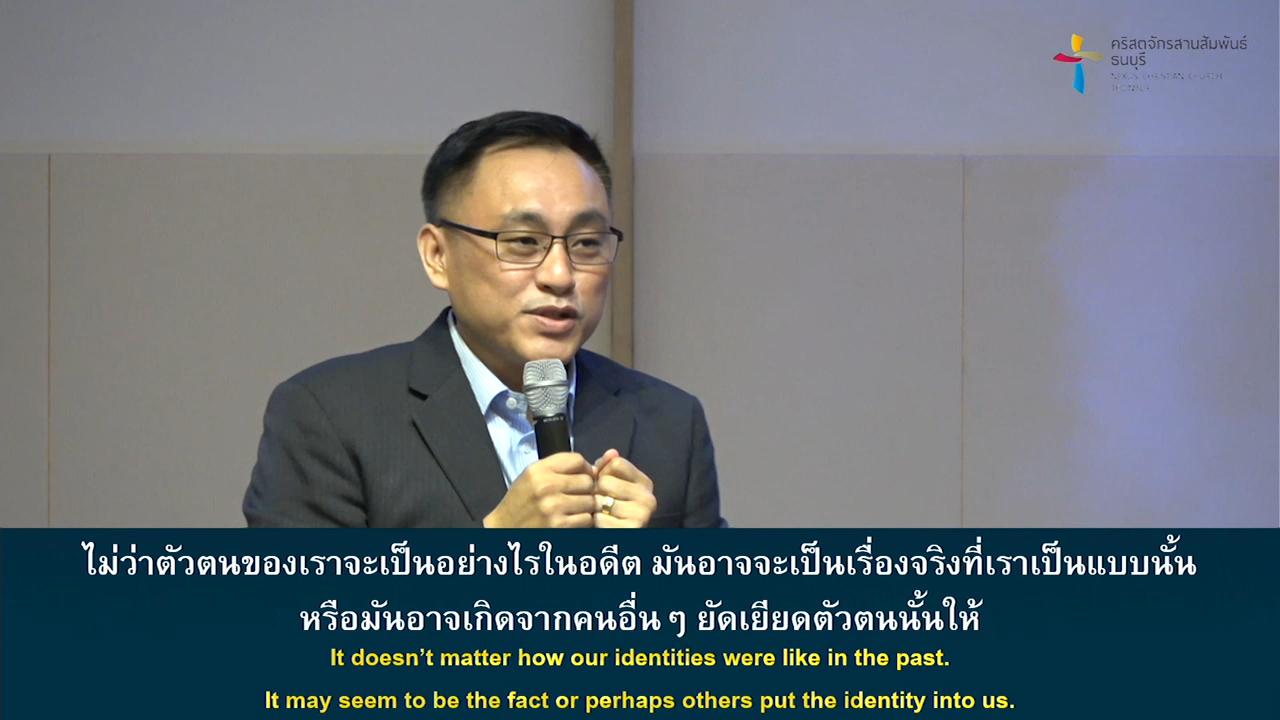 คริสตจักรสานสัมพันธ์
ธนบุรี
NEXUS CHRISTIAN CHURCH
ไม่ว่าตัวตนของเราจะเป็นอย่างไรในอดีต มันอาจจะเป็นเรื่องจริงที่เราเป็นแบบนั้น
หรือมันอาจเกิดจากคนอื่น ๆ ยัดเยียดตัวตนนั้นให้
It doesn’t matter how our identities were like in the past.
It may seem to be the fact or perhaps others put the identity into us.